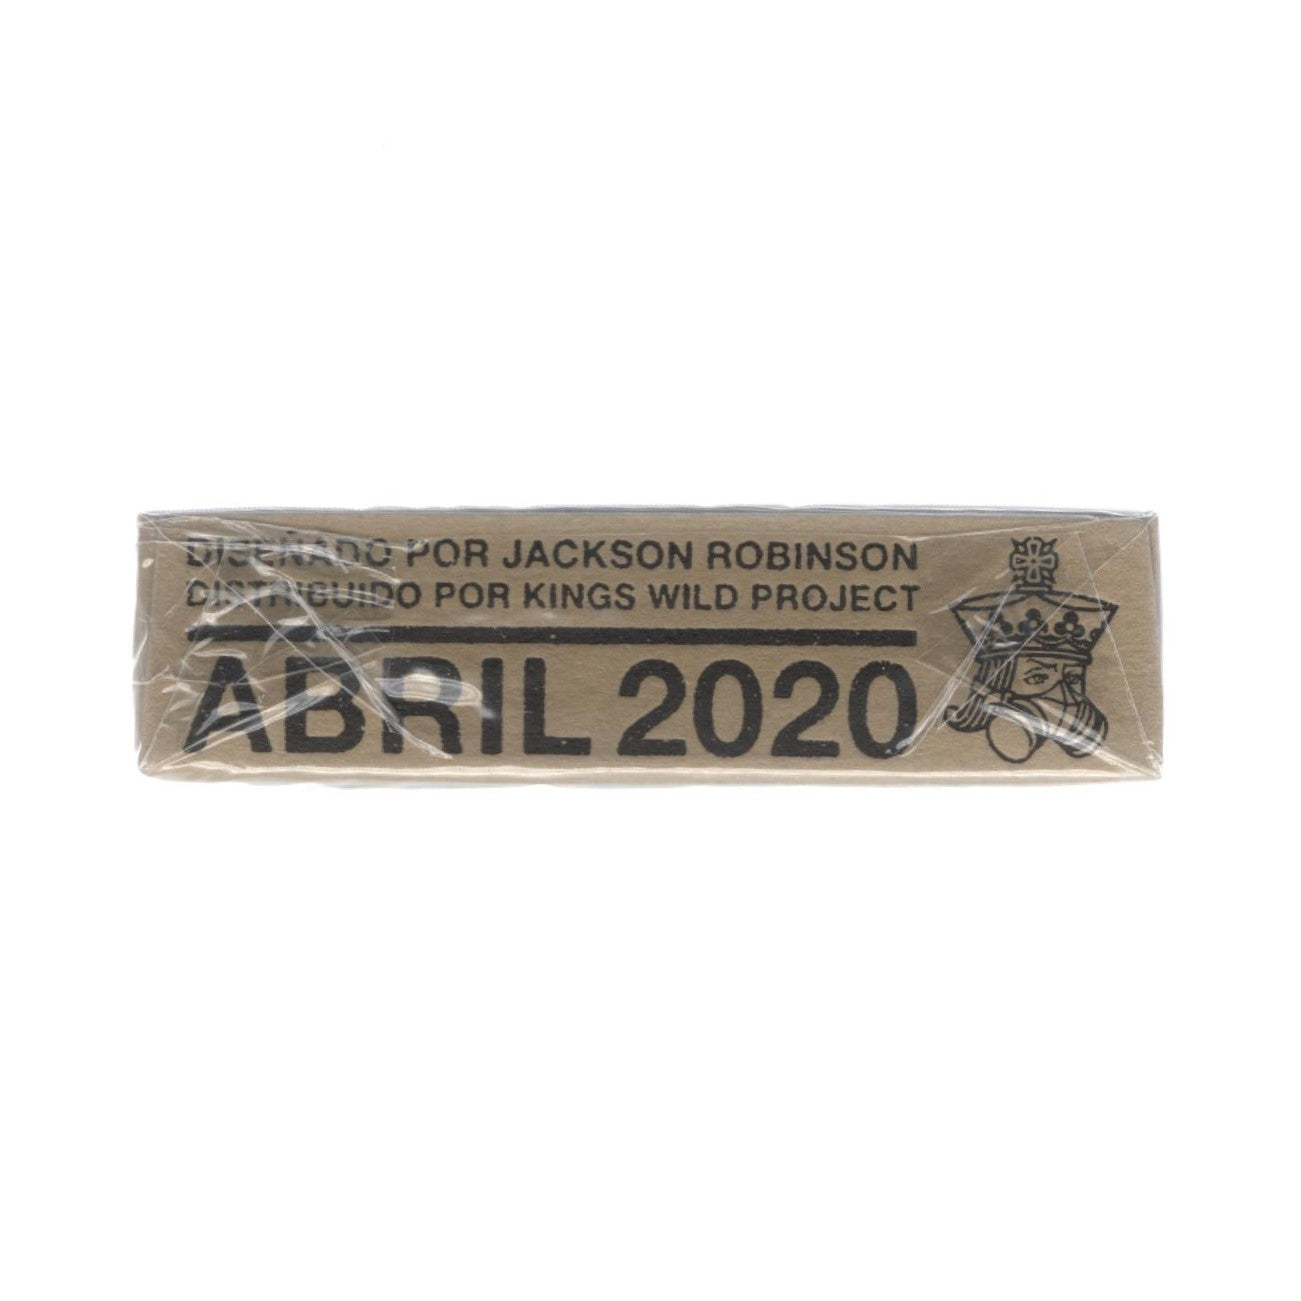 DISEÑADO POR JACKSON ROBINSON
DISTRIBUIDO POR KINGS WILD PROJECT
ABRIL 2020